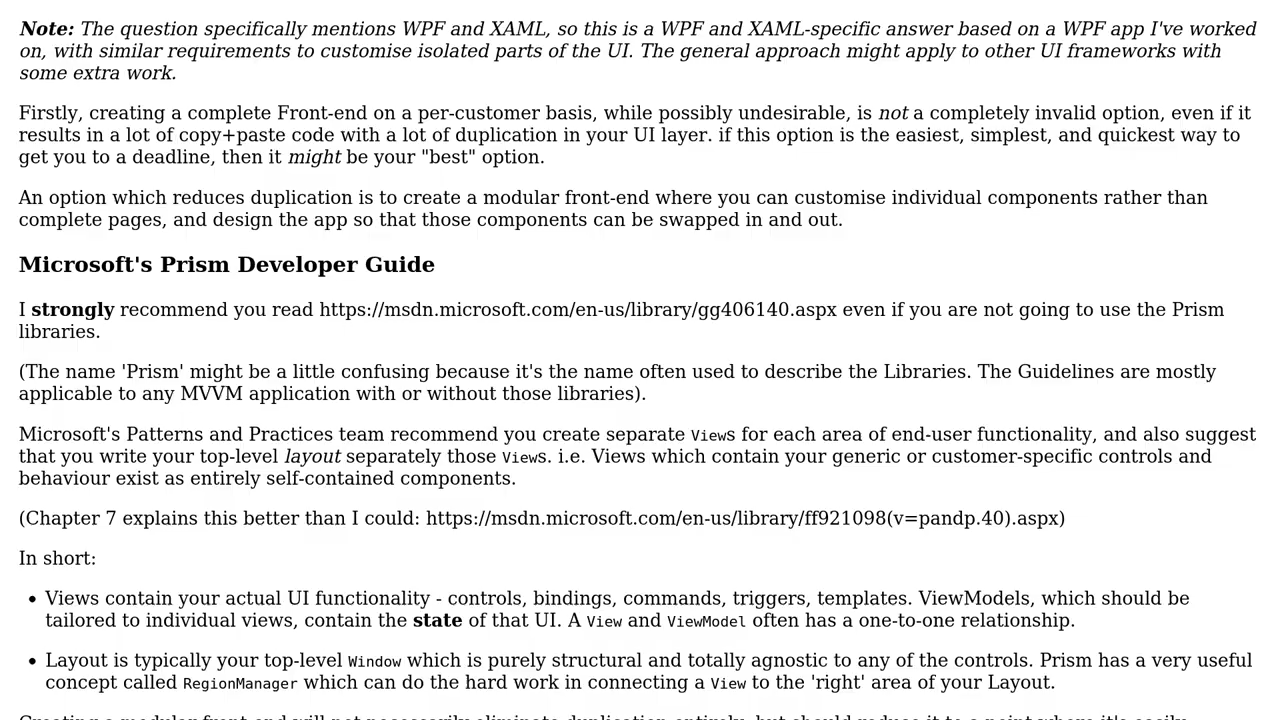 Note: The question specifically mentions WPF and XAML, so this is a WPF and XAML-specific answer based on a WPF app I've worked
on, with similar requirements to customise isolated parts of the UI. The general approach might apply to other UI frameworks with
some extra work.
Firstly, creating a complete Front-end on a per-customer basis, while possibly undesirable, is not a completely invalid option, even if it
results in a lot of copy+paste code with a lot of duplication in your UI layer. if this option is the easiest, simplest, and quickest way to
get you to a deadline, then it might be your "best" option.
An option which reduces duplication is to create a modular front-end where you can customise individual components rather than
complete pages, and design the app so that those components can be swapped in and out.
Microsoft's Prism Developer Guide
I strongly recommend you read https://msdn.microsoft.com/en-us/library/gg406140.aspx even if you are not going to use the Prism
libraries.
(The name 'Prism' might be a little confusing because it's the name often used to describe the Libraries. The Guidelines are mostly
applicable to any MVVM application with or without those libraries).
Microsoft's Patterns and Practices team recommend you create separate Views for each area of end-user functionality, and also suggest
that you write your top-level layout separately those Views. i.e. Views which contain your generic or customer-specific controls and
behaviour exist as entirely self-contained components.
(Chapter 7 explains this better than I could: https://msdn.microsoft.com/en-us/library/ff921098(v=pandp.40).aspx)
In short:
• Views contain your actual UI functionality - controls, bindings, commands, triggers, templates. ViewModels, which should be
tailored to individual views, contain the state of that UI. A View and ViewModel often has a one-to-one relationship.
• Layout is typically your top-level Window which is purely structural and totally agnostic to any of the controls. Prism has a very useful
concept called RegionManager which can do the hard work in connecting a View to the 'right' area of your Layout.